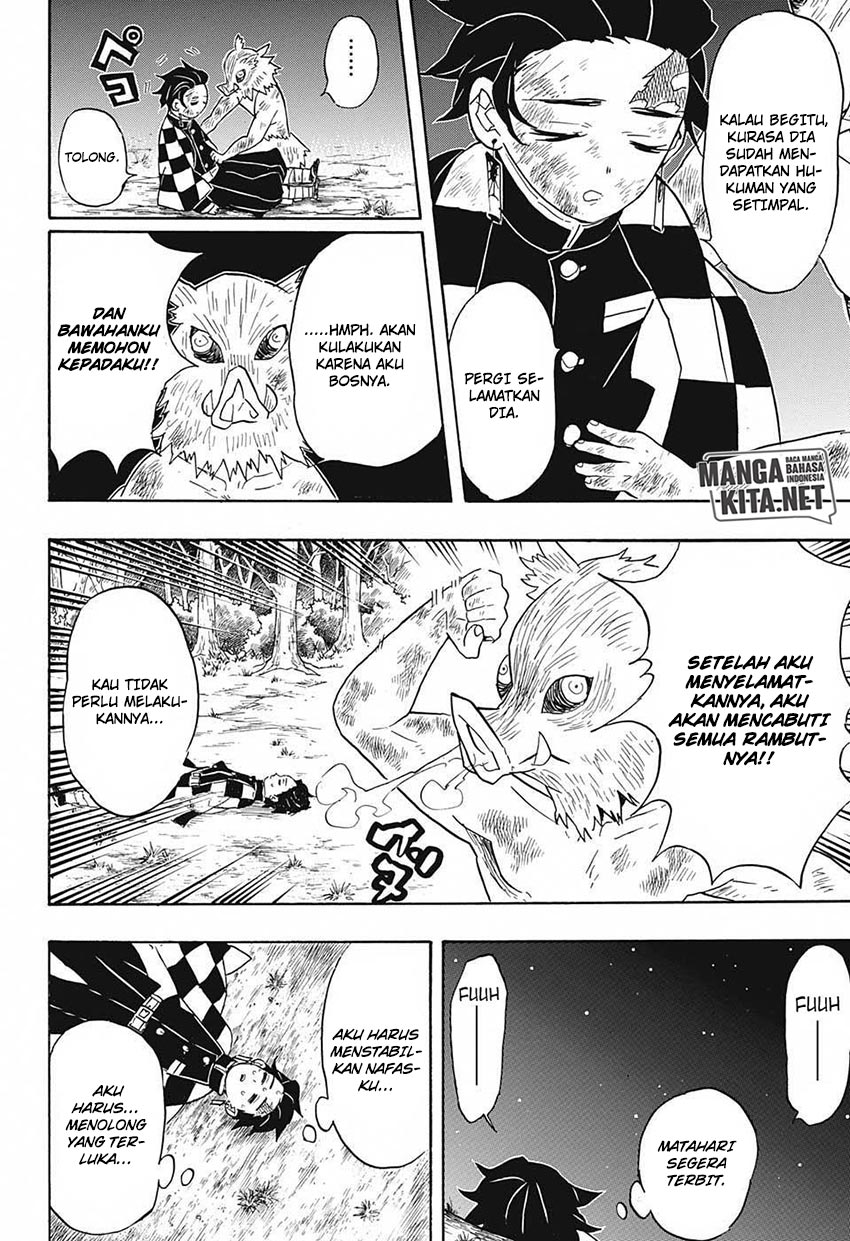 KALAU BEGITU,
KURASA DIA
SUDAH MEN-
DAPATKAN HU-
KUMAN YANG
SETIMPAL.
PERGI SE-
LAMATKAN
DIA.
......
ペコ
TOLONG.
.....HMPH. AKAN
KULAKUKAN
KARENA AKU
BOSNYA.
DAN
BAWAHANKU
MEMOHON
KEPADAKU!!
MANGA
KITA.NET
BACA MANGA
BAHASA
INDONESIA
SETELAH AKU
MENYELAMAT-
KANNYA, AKU
AKAN MENCABUTI
SEMUA RAMBUT-
NYA!!
KAU TIDAK
PERLU MELAKU-
KANNYA...
FUUH
FUUH
MATAHARI
SEGERA
TERBIT.
AKU HARUS
MENSTABIL-
KAN NAFAS-
KU...
AKU
HARUS...
MENOLONG
YANG TER-
LUKA...